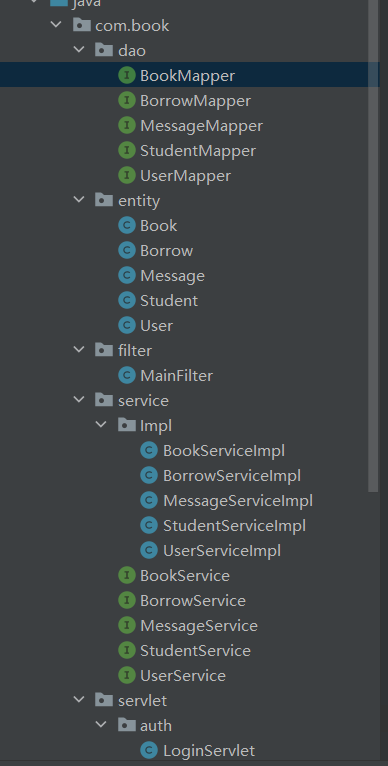 java
com.book
dao
I BookMapper
I BorrowMapper
I MessageMapper
I StudentMapper
I UserMapper
entity
C Book
C Borrow
C Message
C Student
C User
filter
C MainFilter
service
Impl
C BookServiceImpl
C BorrowServiceImpl
C MessageServiceImpl
C StudentServiceImpl
C UserServiceImpl
I BookService
I BorrowService
I MessageService
I StudentService
I UserService
servlet
auth
C LoginServlet